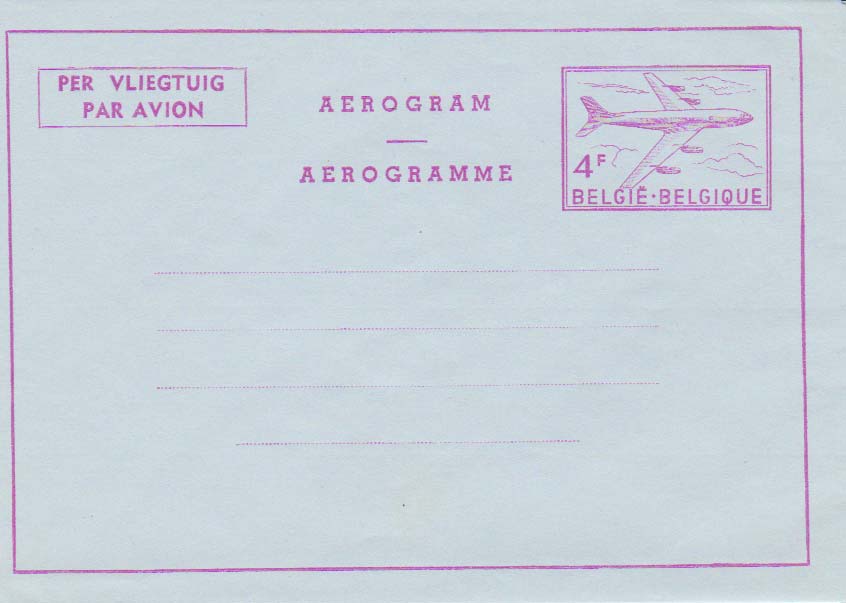 PER VLIEGTUIG
PAR AVION
AEROGRAM
AEROGRAMME
4F
BELGIË·BELGIQUE